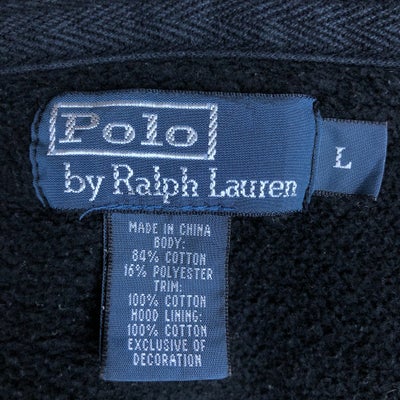 Polo
by Ralph Lauren
L
MADE IN CHINA
BODY:
84% COTTON
16% POLYESTER
TRIM:
100% COTTON
HOOD LINING:
100% COTTON
EXCLUSIVE OF
DECORATION